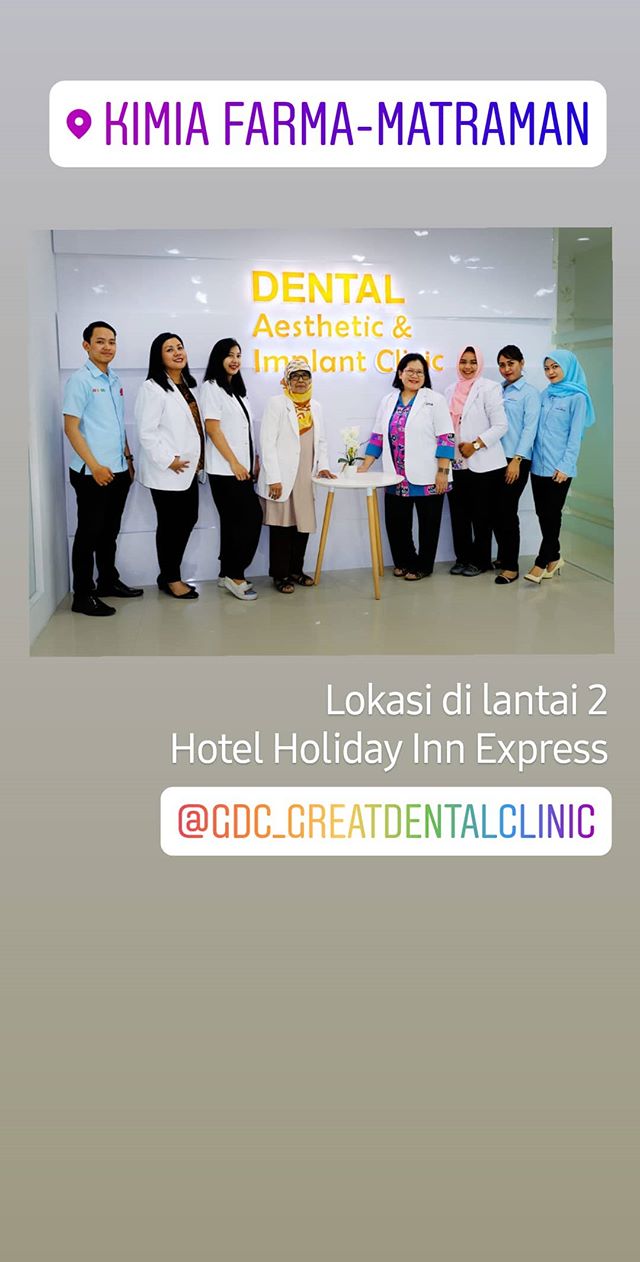 KIMIA FARMA-MATRAMAN
DENTAL
Aesthetic &
Implant Clinic
Lokasi di lantai 2
Hotel Holiday Inn Express
@GDC_GREATDENTALCLINIC